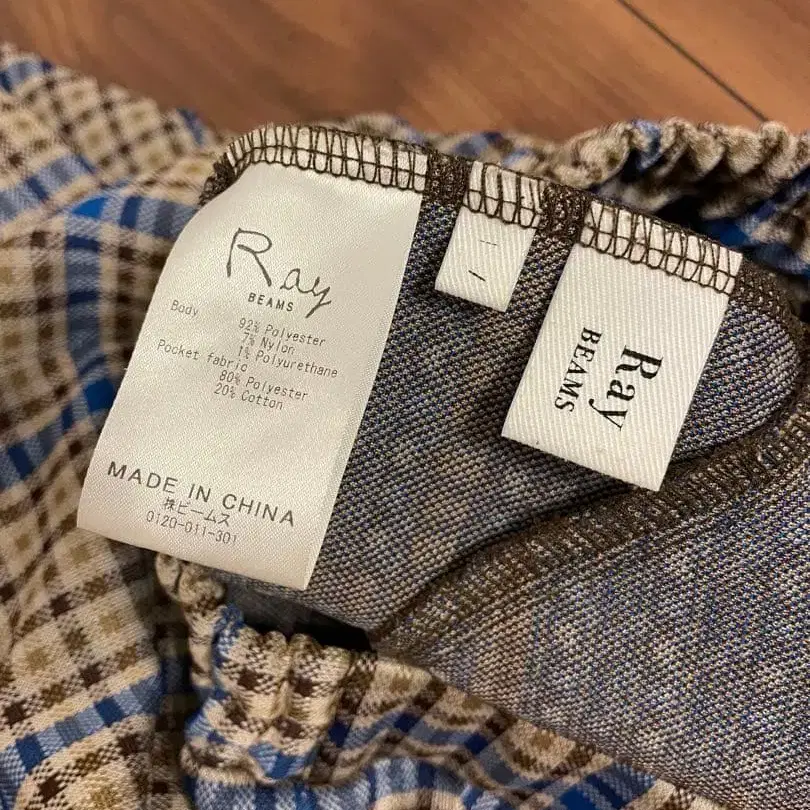 Ray
BEAMS
Body
92% Polyester
7% Nylon
1% Polyurethane
Pocket fabric
80% Polyester
20% Cotton
MADE IN CHINA
㈱ビームス
0120-011-301
Ray
BEAMS